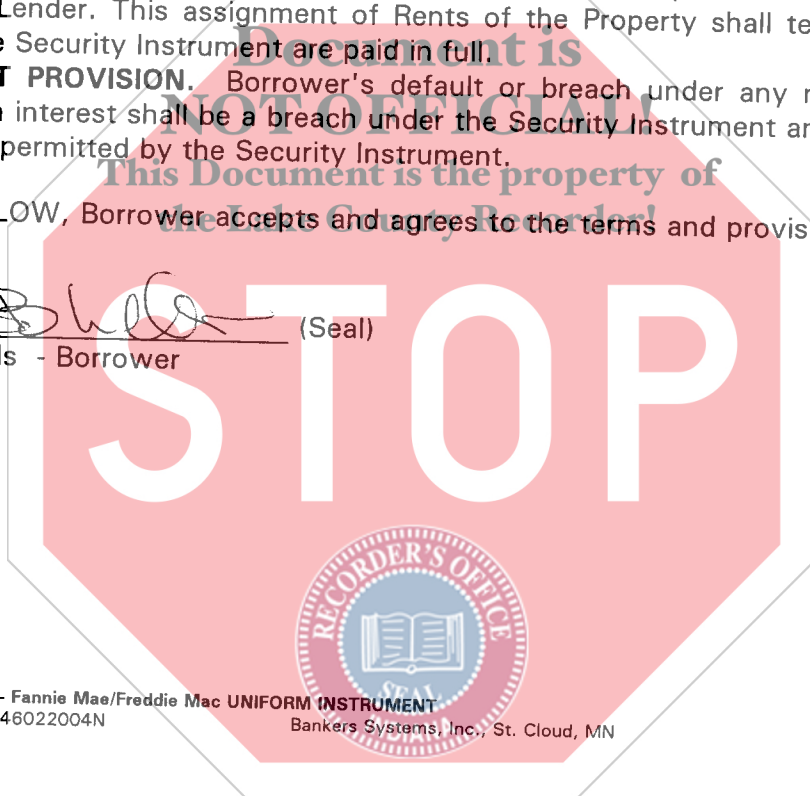 Lender. This assignment of Rents of the Property shall te
Document is
e Security Instrument are paid in full.
T PROVISION. Borrower's default or breach under any
NOT OFFICIAL!
n interest shall be a breach under the Security Instrument an
permitted by the Security Instrument.
This Document is the property of
the Lake County Recorder!
LOW, Borrower accepts and agrees to the terms and provis
(Seal)
ls - Borrower
STOP
RECORDER'S OFFICE
SEAL
INDIANA
- Fannie Mae/Freddie Mac UNIFORM INSTRUMENT
46022004N
Bankers Systems, Inc., St. Cloud, MN